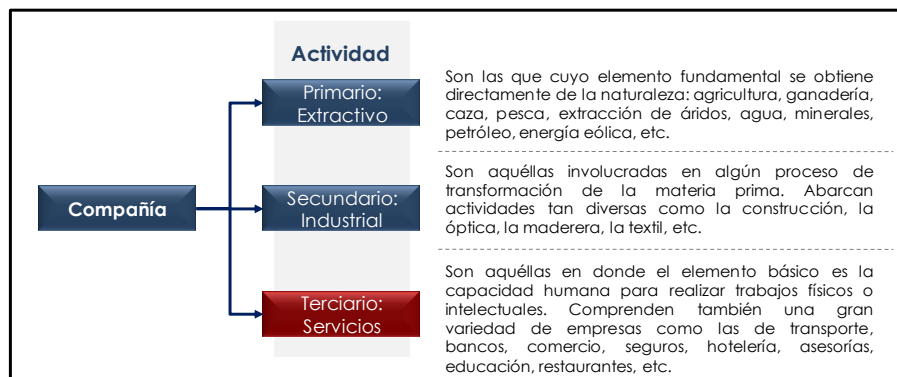 Actividad
Primario:
Extractivo
Son las que cuyo elemento fundamental se obtiene
directamente de la naturaleza: agricultura, ganadería,
caza, pesca, extracción de áridos, agua, minerales,
petróleo, energía eólica, etc.
Compañía
Secundario:
Industrial
Son aquéllas involucradas en algún proceso de
transformación de la materia prima. Abarcan
actividades tan diversas como la construcción, la
óptica, la maderera, la textil, etc.
Terciario:
Servicios
Son aquéllas en donde el elemento básico es la
capacidad humana para realizar trabajos físicos o
intelectuales. Comprenden también una gran
variedad de empresas como las de transporte,
bancos, comercio, seguros, hotelería, asesorías,
educación, restaurantes, etc.